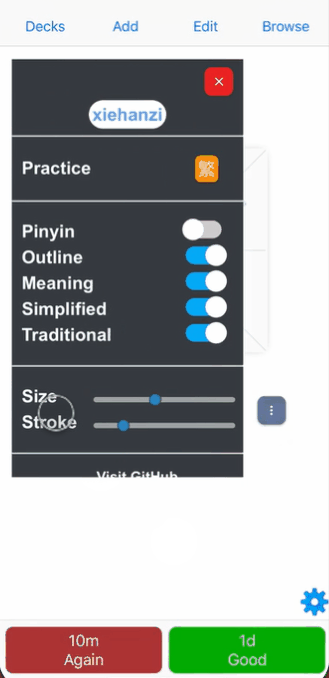 Decks Add Edit Browse
xiehanzi
Practice 繁
Pinyin
Outline
Meaning
Simplified
Traditional
Size
Stroke
Visit GitHub
10m 1d
Again Good